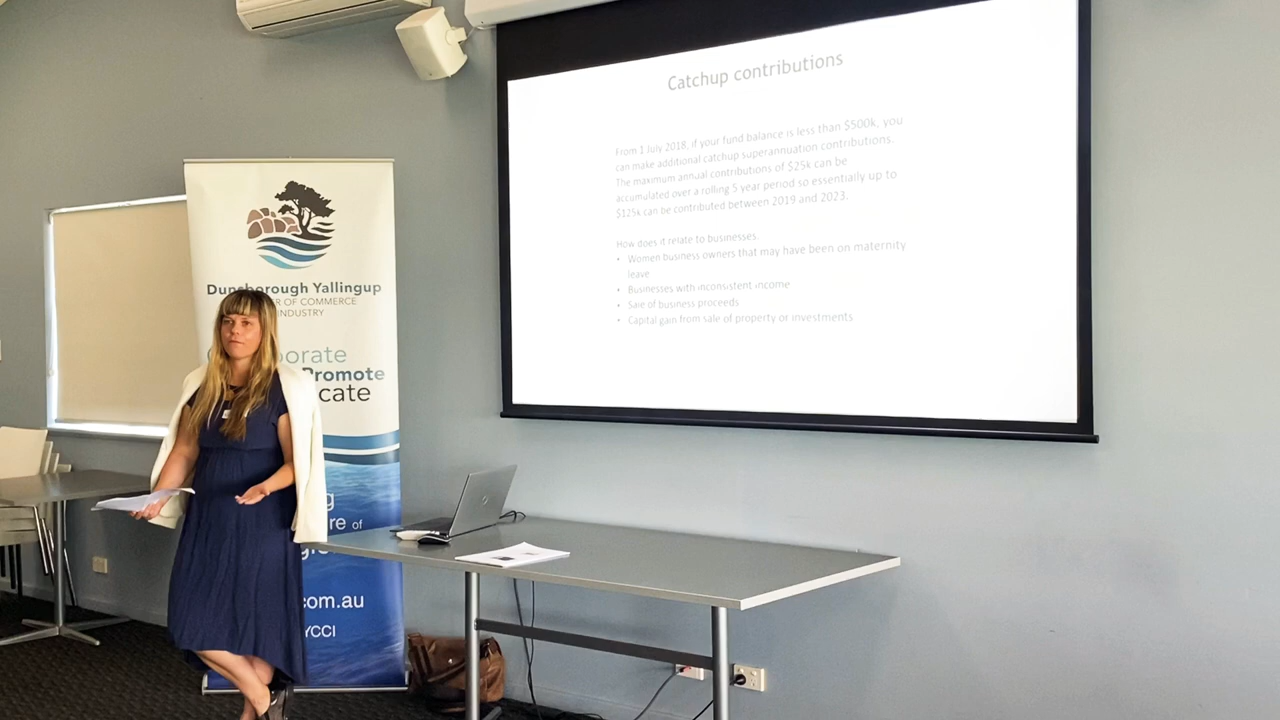 Catchup contributions
From 1 July 2018, if your fund balance is less than $500k, you
can make additional catchup superannuation contributions.
The maximum annual contributions of $25k can be
accumulated over a rolling 5 year period so essentially up to
$125k can be contributed between 2019 and 2023.
How does it relate to businesses.
• Women business owners that may have been on maternity
leave
• Businesses with inconsistent income
• Sale of business proceeds
• Capital gain from sale of property or investments
Dunsborough Yallingup
OF COMMERCE
INDUSTRY
Promote
of
.com.au